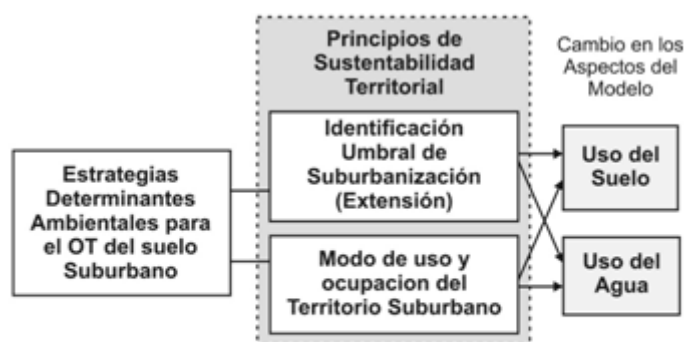 Principios de
Sustentabilidad
Territorial
Cambio en los
Aspectos del
Modelo
Estrategias
Determinantes
Ambientales para
el OT del suelo
Suburbano
Identificación
Umbral de
Suburbanización
(Extensión)
Modo de uso y
ocupacion del
Territorio Suburbano
Uso del
Suelo
Uso del
Agua